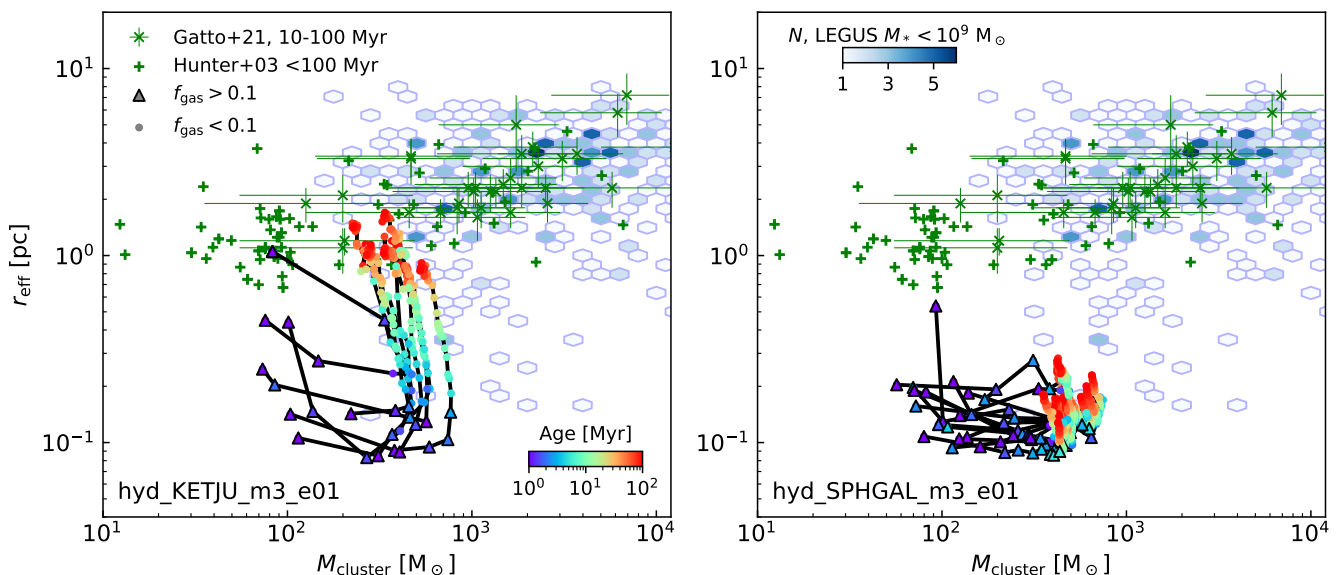 Gatto+21, 10-100 Myr
Hunter+03 <100 Myr
f_gas > 0.1
f_gas < 0.1
10^1
10^0
10^-1
r_eff [pc]
Age [Myr]
10^0 10^1 10^2
hyd_KETJU_m3_e01
10^1 10^2 10^3 10^4
M_cluster [M_⊙]
N, LEGUS M_* < 10^9 M_⊙
1 3 5
10^1
10^0
10^-1
hyd_SPHGAL_m3_e01
10^1 10^2 10^3 10^4
M_cluster [M_⊙]